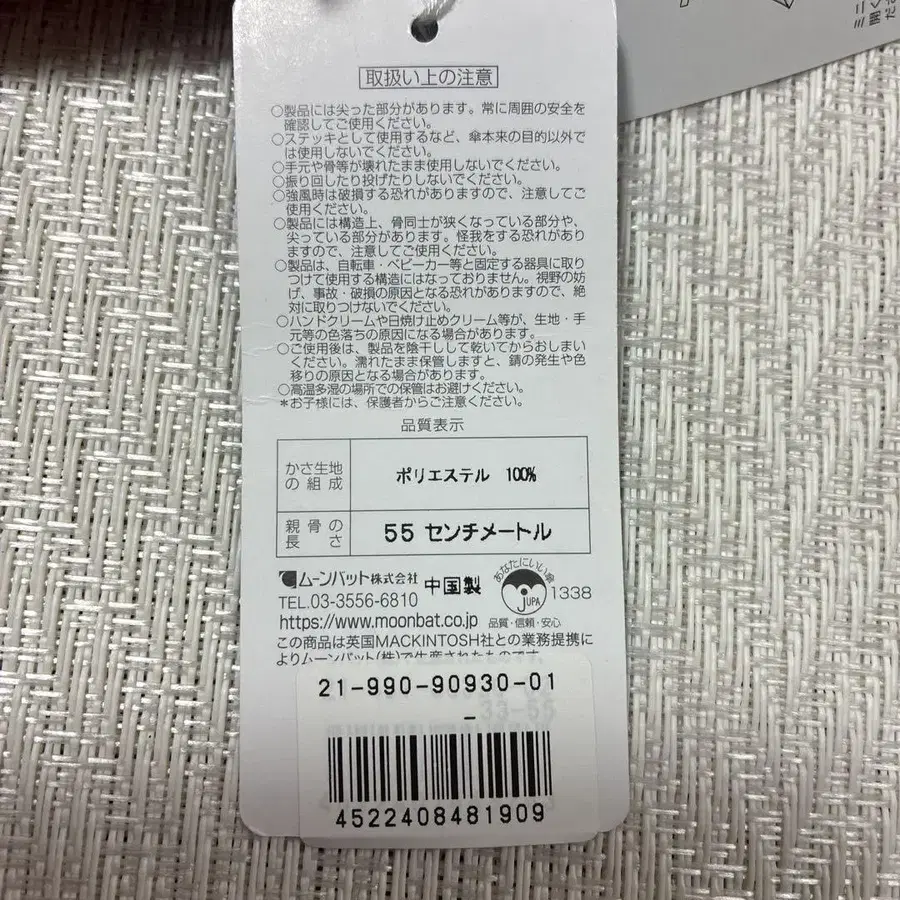 取扱い上の注意
○製品には尖った部分があります。常に周囲の安全を
確認してご使用ください。
○ステッキとして使用するなど、傘本来の目的以外で
は使用しないでください。
○手元や骨等が壊れたまま使用しないでください。
○振り回したり投げたりしないでください。
○強風時は破損する恐れがありますので、注意してご
使用ください。
○製品には構造上、骨同士が狭くなっている部分や、
尖っている部分があります。怪我をする恐れがあり
ますので、注意してご使用ください。
○製品は、自転車・ベビーカー等と固定する器具に取り
つけて使用する構造にはなっておりません。視野の妨
げ、事故・破損の原因となる恐れがありますので、絶
対に取りつけないでください。
○ハンドクリームや日焼け止めクリーム等が、生地・手
元等の色落ちの原因になる場合があります。
○ご使用後は、製品を陰干しして乾いてからおしまい
ください。濡れたまま保管しますと、錆の発生や色
移りの原因となる場合があります。
○高温多湿の場所での保管はお避けください。
＊お子様には、保護者からご注意ください。
品質表示
かさ生地の組成 ポリエステル 100%
親骨の長さ 55 センチメートル
ムーンバット株式会社 中国製
TEL.03-3556-6810
https://www.moonbat.co.jp
あなたにいい傘
JUPA 1338
品質・信頼・安心
この商品は英国MACKINTOSH社との業務提携に
よりムーンバット(株)で生産されたものです。
21-990-90930-01
-
33-55
4522408481909
ミニ
開く